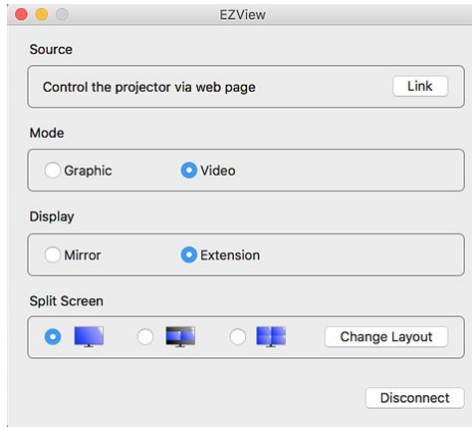 EZView
Source
Control the projector via web page Link
Mode
Graphic Video
Display
Mirror Extension
Split Screen
Change Layout
Disconnect